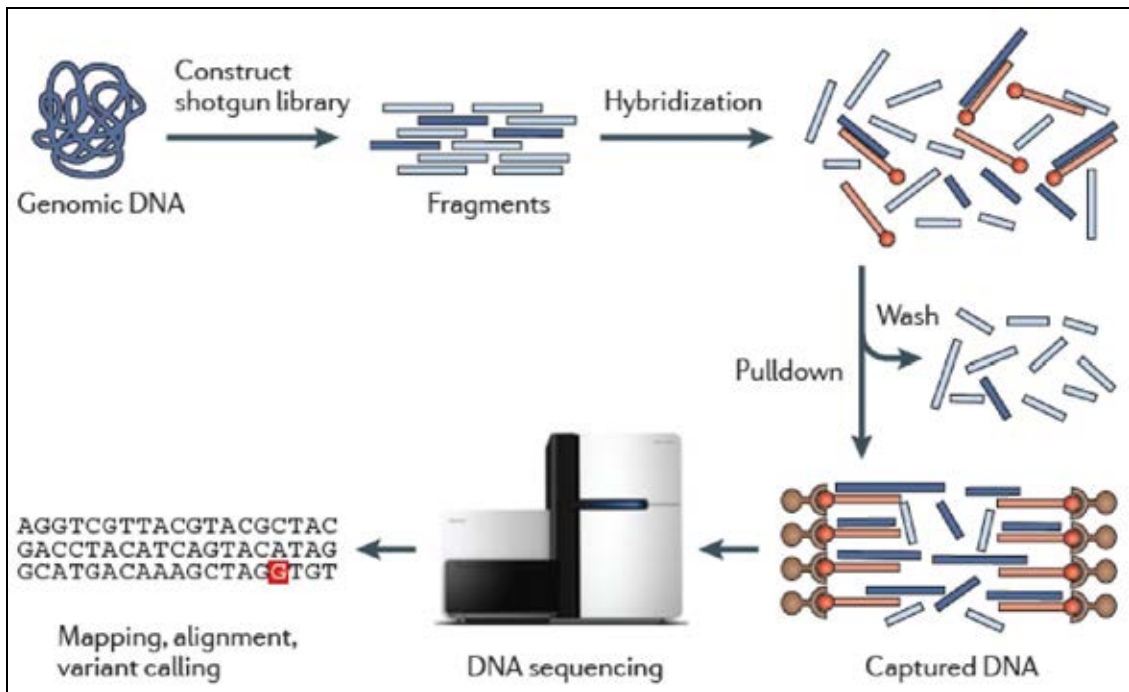 Construct
shotgun library
Hybridization
Genomic DNA
Fragments
Wash
Pulldown
AGGTCGTTACGTACGCTAC
GACCTACATCAGTACATAG
GCATGACAAAGCTAGGTGT
Mapping, alignment,
variant calling
DNA sequencing
Captured DNA